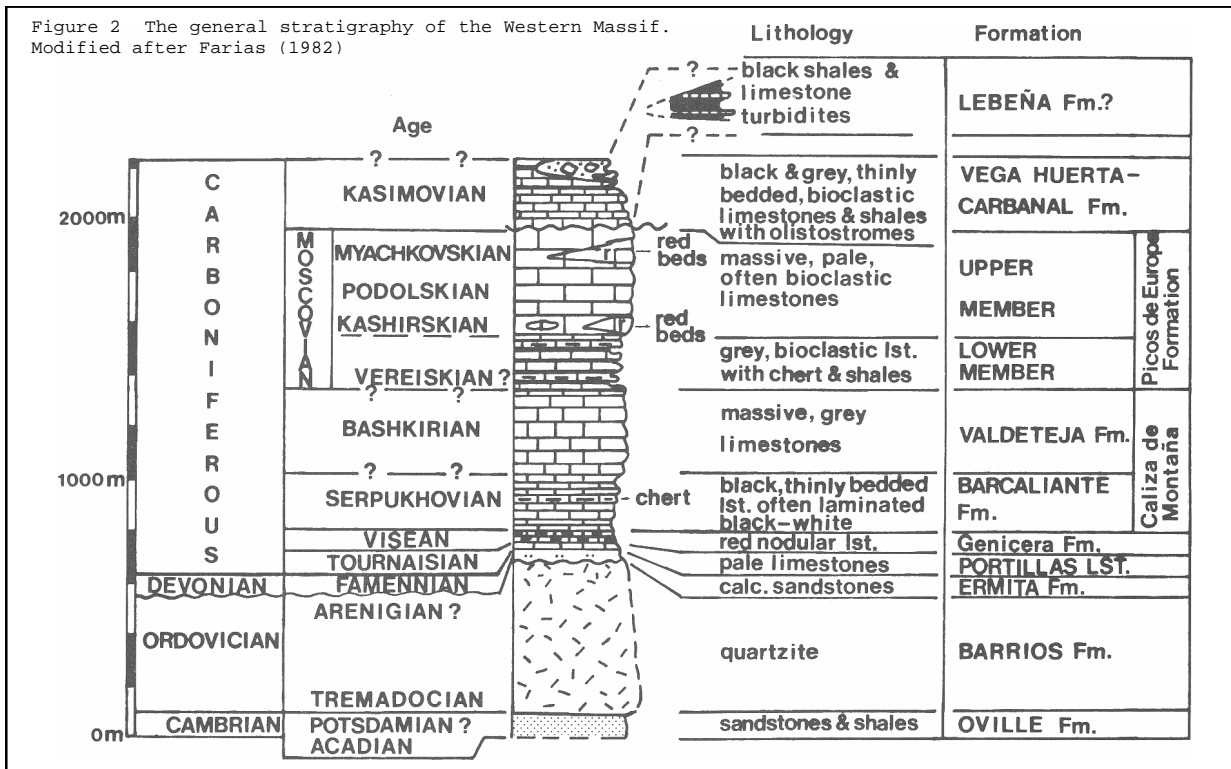 Figure 2 The general stratigraphy of the Western Massif.
Modified after Farias (1982)
Lithology
Formation
Age
?
black shales &
limestone
turbidites
LEBEÑA Fm.?
?
? ?
2000m
1000m
0m
CARBONIFEROUS
KASIMOVIAN
black & grey, thinly
bedded, bioclastic
limestones & shales
with olistostromes
VEGA HUERTA-
CARBANAL Fm.
MOSCOVIAN
MYACHKOVSKIAN
r
red
beds
PODOLSKIAN
massive, pale,
often bioclastic
limestones
UPPER
MEMBER
Picos de Europa
Formation
KASHIRSKIAN
r
red
beds
VEREISKIAN ?
grey, bioclastic lst.
with chert & shales
LOWER
MEMBER
? ?
BASHKIRIAN
massive, grey
limestones
VALDETEJA Fm.
Caliza de
Montaña
? ?
SERPUKHOVIAN
chert
black, thinly bedded
lst. often laminated
black-white
BARCALIANTE
Fm.
VISEAN
red nodular lst.
Genicera Fm.
TOURNAISIAN
pale limestones
PORTILLAS LST.
DEVONIAN
FAMENNIAN
calc. sandstones
ERMITA Fm.
ORDOVICIAN
ARENIGIAN ?
TREMADOCIAN
quartzite
BARRIOS Fm.
CAMBRIAN
POTSDAMIAN ?
ACADIAN
sandstones & shales
OVILLE Fm.